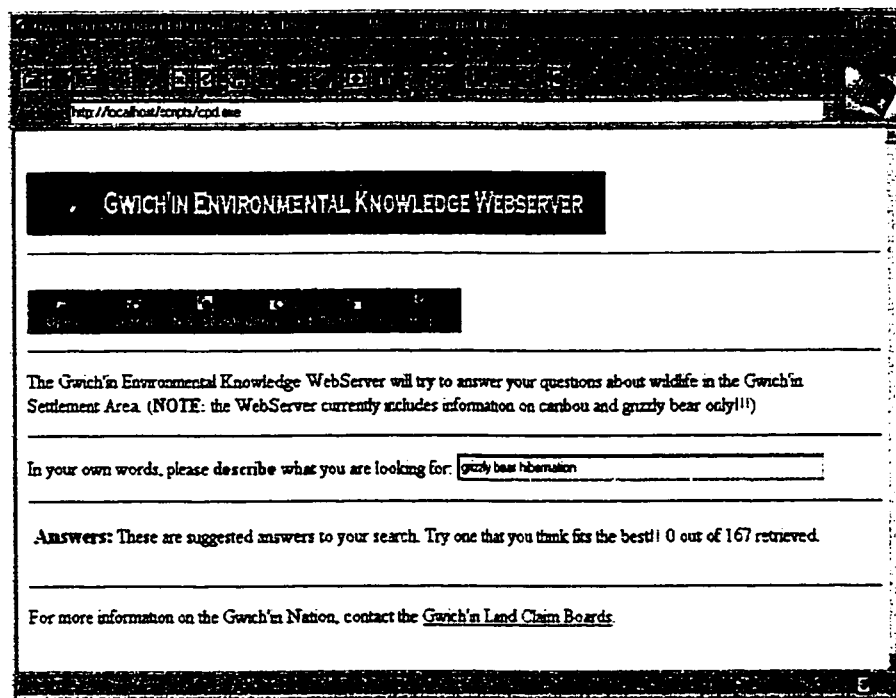 http://localhost/scripts/cpd.exe
GWICH'IN ENVIRONMENTAL KNOWLEDGE WEBSERVER
The Gwich'in Environmental Knowledge WebServer will try to answer your questions about wildlife in the Gwich'in
Settlement Area. (NOTE: the WebServer currently includes information on caribou and grizzly bear only!!!)
In your own words, please describe what you are looking for: grizzly bear hibernation
Answers: These are suggested answers to your search. Try one that you think fits the best!! 0 out of 167 retrieved.
For more information on the Gwich'in Nation, contact the Gwich'in Land Claim Boards.